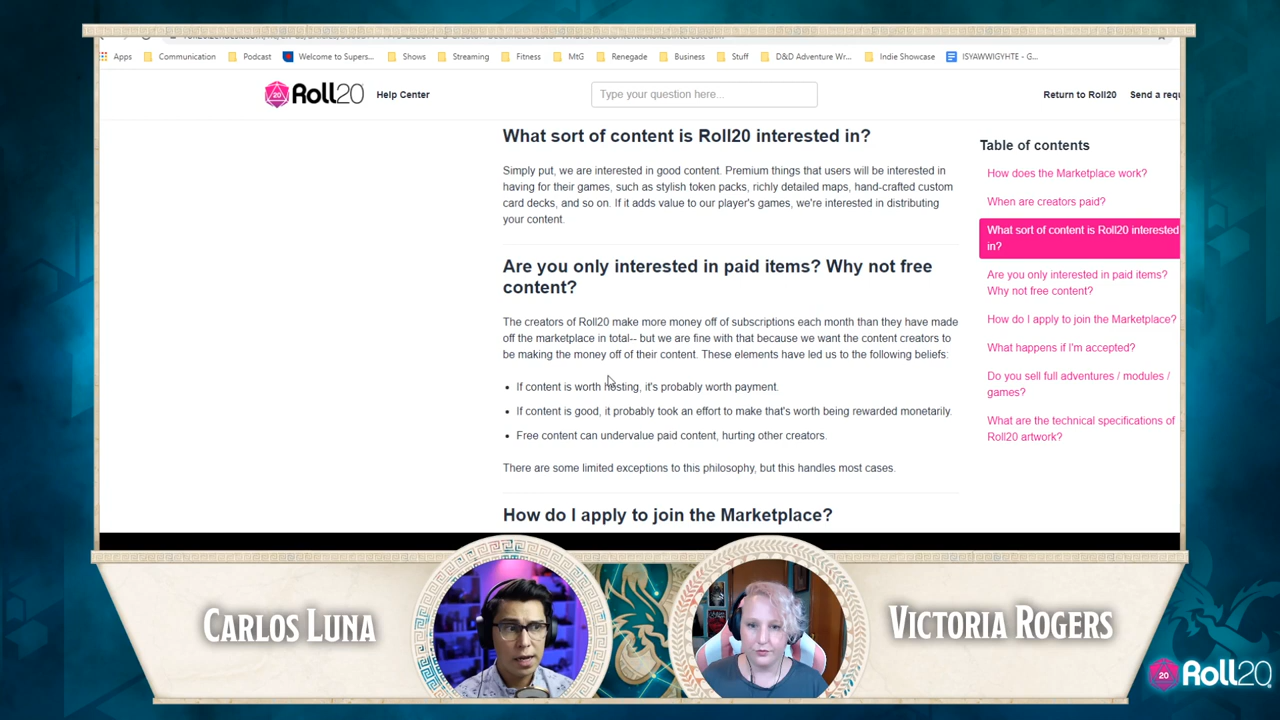 Apps Communication Podcast Welcome to Supers... Shows Streaming Fitness MtG Renegade Business Stuff D&D Adventure Wr... Indie Showcase ISYAWWIGYHTE - G...
20 Roll20 Help Center Type your question here... Return to Roll20 Send a requ
What sort of content is Roll20 interested in?
Simply put, we are interested in good content. Premium things that users will be interested in
having for their games, such as stylish token packs, richly detailed maps, hand-crafted custom
card decks, and so on. If it adds value to our player's games, we're interested in distributing
your content.
Are you only interested in paid items? Why not free
content?
The creators of Roll20 make more money off of subscriptions each month than they have made
off the marketplace in total-- but we are fine with that because we want the content creators to
be making the money off of their content. These elements have led us to the following beliefs:
• If content is worth hosting, it's probably worth payment.
• If content is good, it probably took an effort to make that's worth being rewarded monetarily.
• Free content can undervalue paid content, hurting other creators.
There are some limited exceptions to this philosophy, but this handles most cases.
How do I apply to join the Marketplace?
Table of contents
How does the Marketplace work?
When are creators paid?
What sort of content is Roll20 interested
in?
Are you only interested in paid items?
Why not free content?
How do I apply to join the Marketplace?
What happens if I'm accepted?
Do you sell full adventures / modules /
games?
What are the technical specifications of
Roll20 artwork?
Carlos Luna
Victoria Rogers
20 Roll20